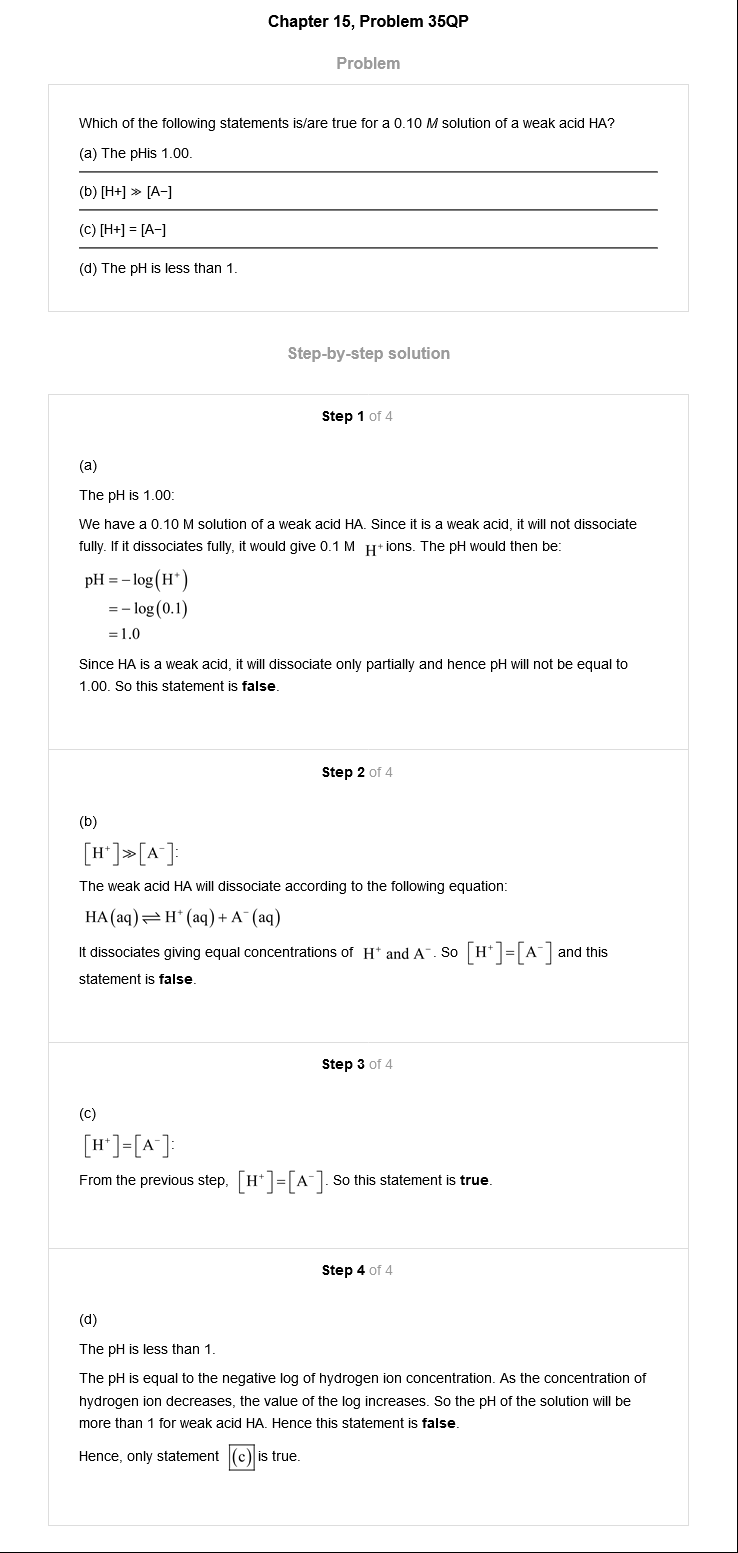 Chapter 15, Problem 35QP
Problem
Which of the following statements is/are true for a 0.10 M solution of a weak acid HA?
(a) The pHis 1.00.
(b) [H+] ≫ [A−]
(c) [H+] = [A−]
(d) The pH is less than 1.
Step-by-step solution
Step 1 of 4
(a)
The pH is 1.00:
We have a 0.10 M solution of a weak acid HA. Since it is a weak acid, it will not dissociate
fully. If it dissociates fully, it would give 0.1 M H⁺ ions. The pH would then be:
pH = −log(H⁺)
= −log(0.1)
= 1.0
Since HA is a weak acid, it will dissociate only partially and hence pH will not be equal to
1.00. So this statement is false.
Step 2 of 4
(b)
[H⁺]≫[A⁻]:
The weak acid HA will dissociate according to the following equation:
HA(aq)⇌H⁺(aq)+A⁻(aq)
It dissociates giving equal concentrations of H⁺ and A⁻. So [H⁺]=[A⁻] and this
statement is false.
Step 3 of 4
(c)
[H⁺]=[A⁻]:
From the previous step, [H⁺]=[A⁻]. So this statement is true.
Step 4 of 4
(d)
The pH is less than 1.
The pH is equal to the negative log of hydrogen ion concentration. As the concentration of
hydrogen ion decreases, the value of the log increases. So the pH of the solution will be
more than 1 for weak acid HA. Hence this statement is false.
Hence, only statement (c) is true.